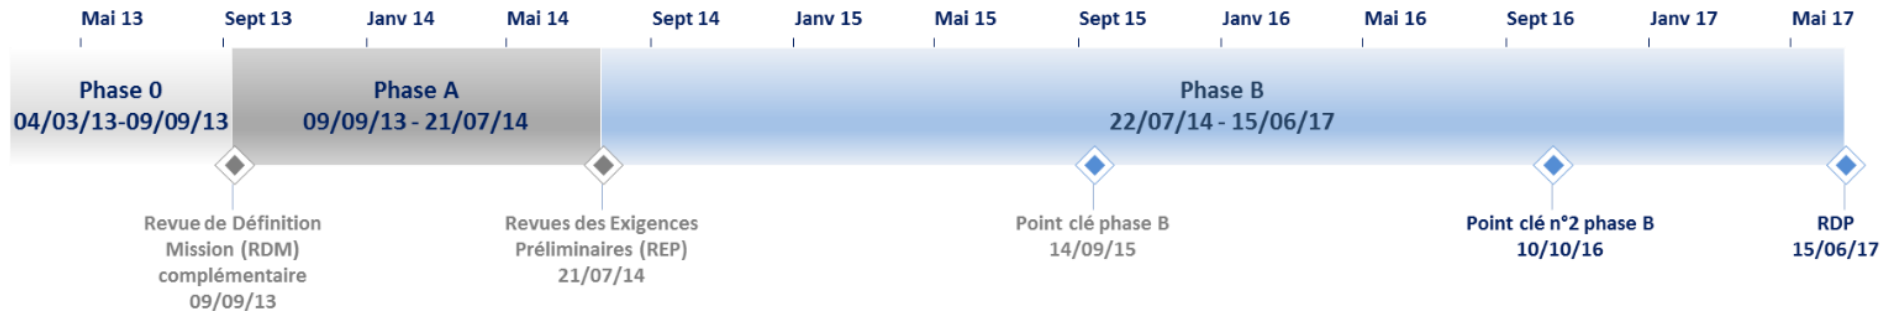 Mai 13 Sept 13 Janv 14 Mai 14 Sept 14 Janv 15 Mai 15 Sept 15 Janv 16 Mai 16 Sept 16 Janv 17 Mai 17
Phase 0
04/03/13-09/09/13
Phase A
09/09/13 - 21/07/14
Phase B
22/07/14 - 15/06/17
Revue de Définition
Mission (RDM)
complémentaire
09/09/13
Revues des Exigences
Préliminaires (REP)
21/07/14
Point clé phase B
14/09/15
Point clé n°2 phase B
10/10/16
RDP
15/06/17